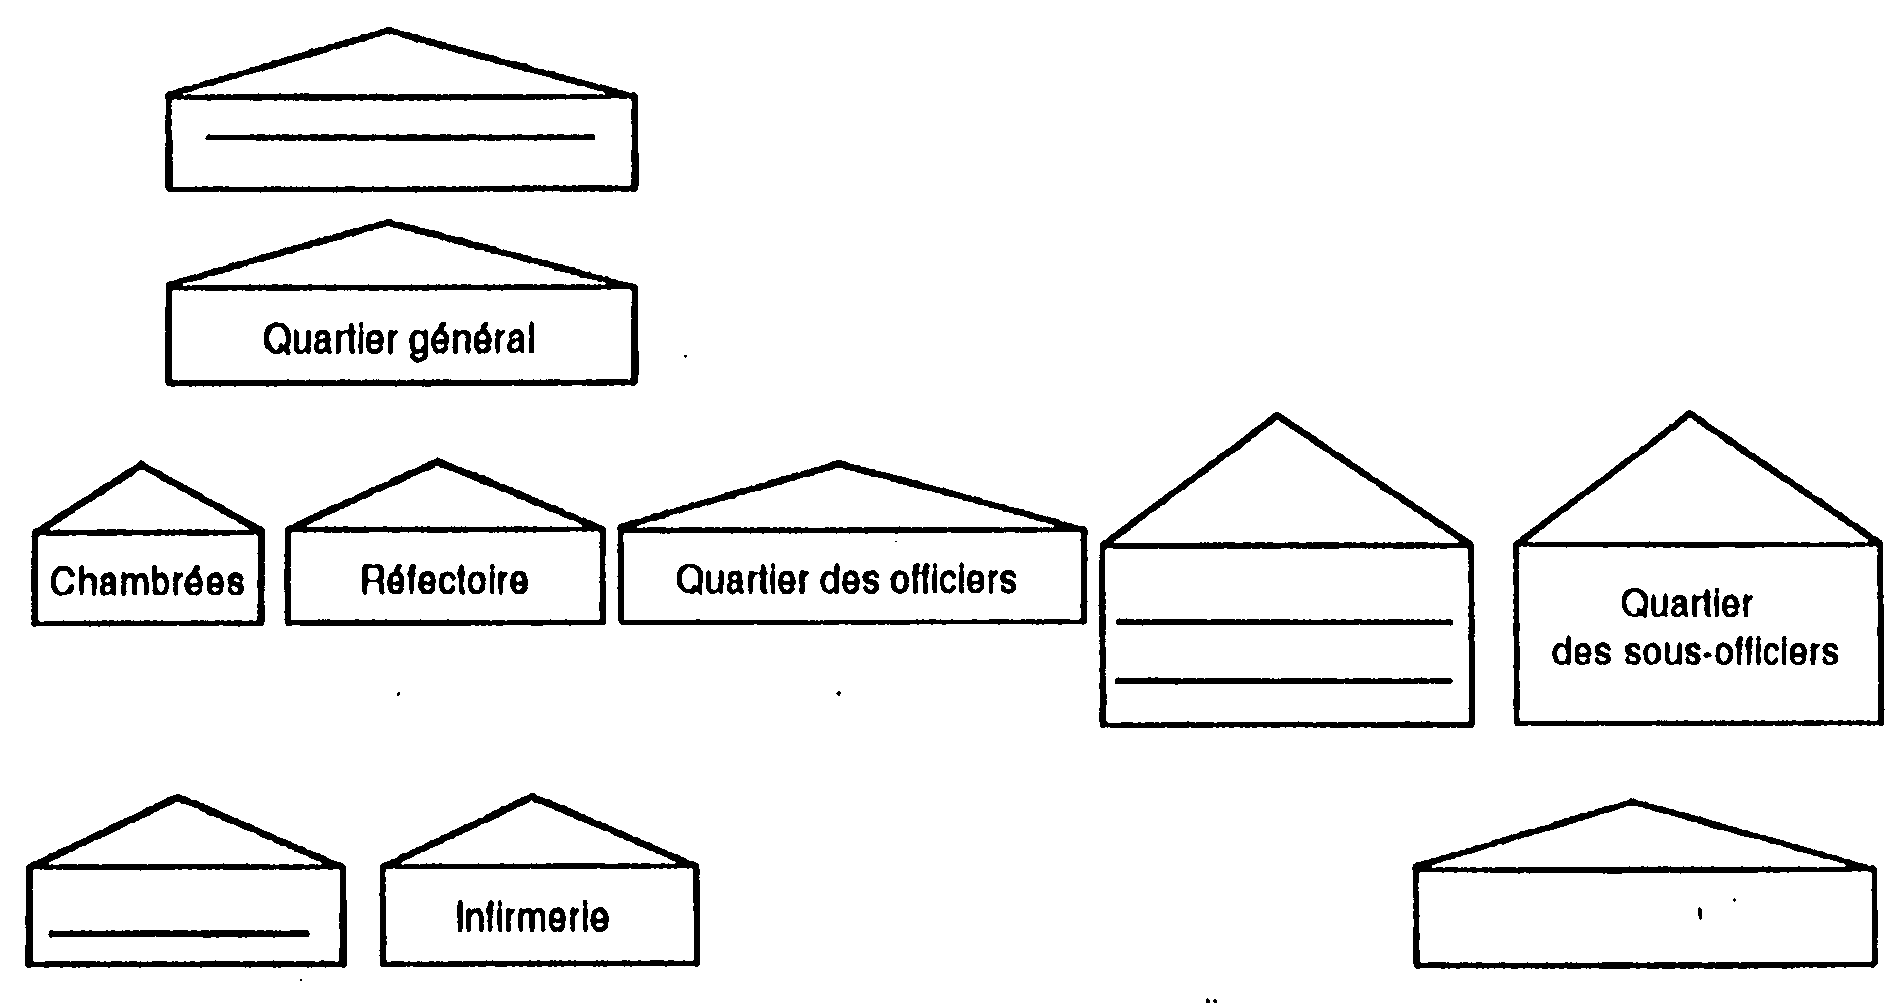 Quartier général
Chambrées
Réfectoire
Quartier des officiers
Quartier
des sous-officiers
Infirmerie